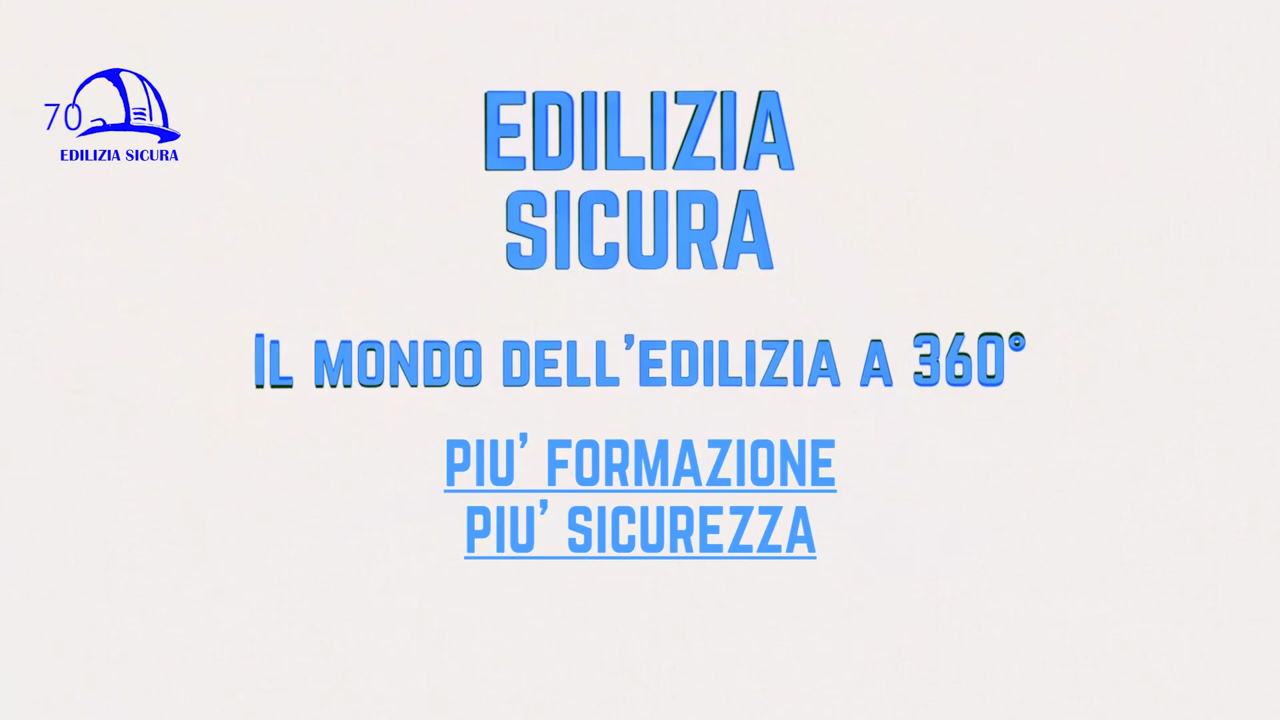 70
EDILIZIA SICURA
EDILIZIA
SICURA
IL MONDO DELL'EDILIZIA A 360°
PIU' FORMAZIONE
PIU' SICUREZZA